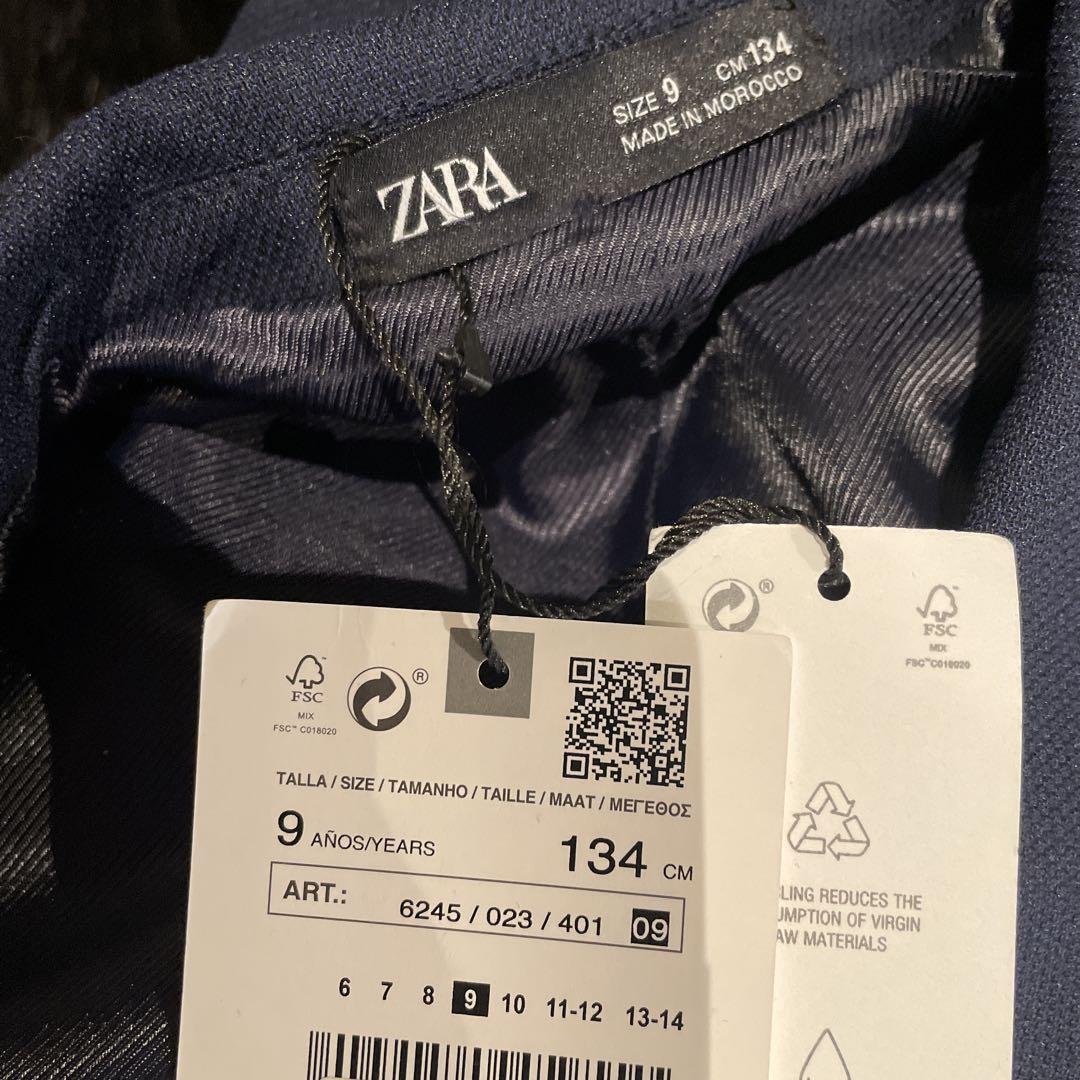 ZARA
SIZE 9 CM 134
MADE IN MOROCCO
FSC
MIX
FSC™ C018020
®
TALLA / SIZE / TAMANHO / TAILLE / MAAT / ΜΕΓΕΘΟΣ
9 AÑOS/YEARS 134 CM
ART.: 6245 / 023 / 401 09
6 7 8 9 10 11-12 13-14
®
FSC
MIX
FSC™ C018020
LING REDUCES THE
UMPTION OF VIRGIN
AW MATERIALS